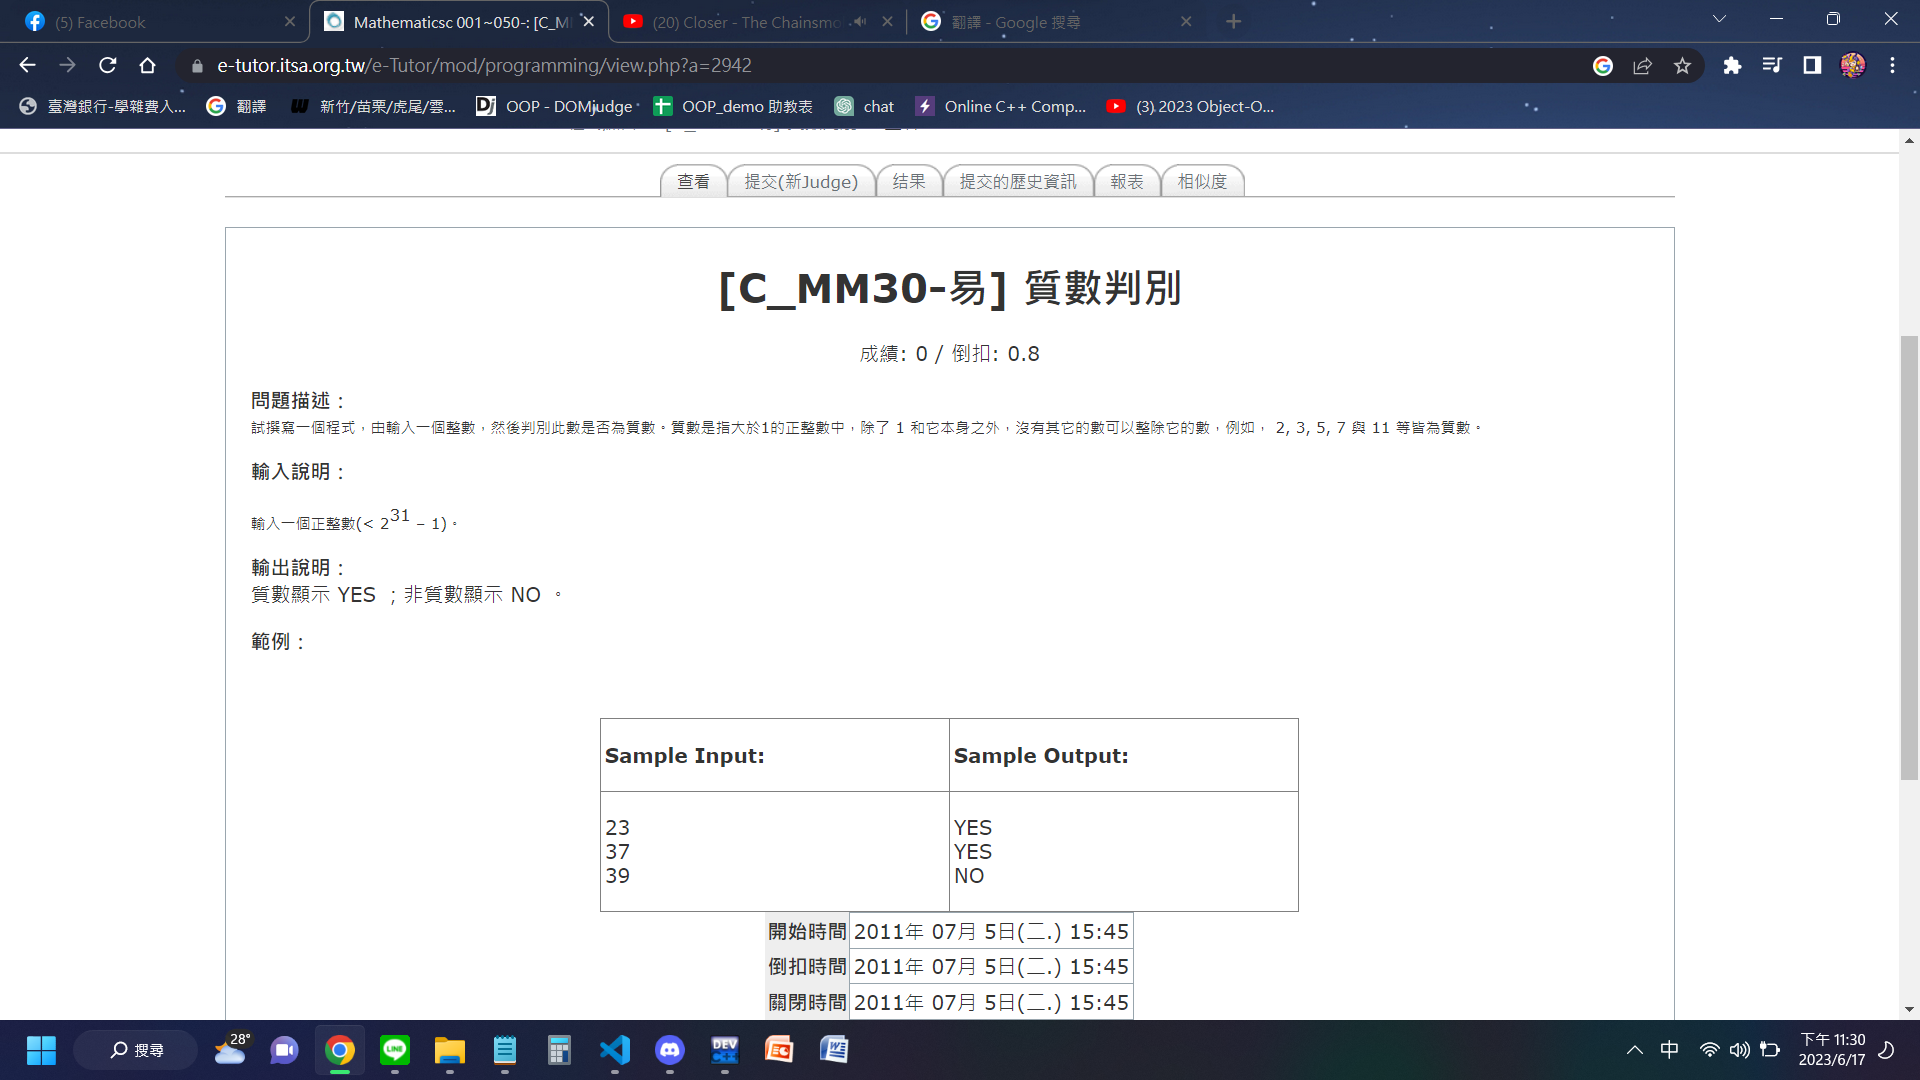 (5) Facebook
Mathematicsc 001~050-: [C_M
(20) Closer - The Chainsmo
翻譯 - Google 搜尋
e-tutor.itsa.org.tw/e-Tutor/mod/programming/view.php?a=2942
臺灣銀行-學雜費入...
翻譯
新竹/苗栗/虎尾/雲...
OOP - DOMjudge
OOP_demo 助教表
chat
Online C++ Comp...
(3) 2023 Object-O...
查看
提交(新Judge)
结果
提交的歷史資訊
報表
相似度
[C_MM30-易] 質數判別
成績: 0 / 倒扣: 0.8
問題描述：
試撰寫一個程式，由輸入一個整數，然後判別此數是否為質數。質數是指大於1的正整數中，除了 1 和它本身之外，沒有其它的數可以整除它的數，例如， 2, 3, 5, 7 與 11 等皆為質數。
輸入說明：
輸入一個正整數(< 2^31 – 1)。
輸出說明：
質數顯示 YES ；非質數顯示 NO 。
範例：
Sample Input:
Sample Output:
23
37
39
YES
YES
NO
開始時間 2011年 07月 5日(二.) 15:45
倒扣時間 2011年 07月 5日(二.) 15:45
關閉時間 2011年 07月 5日(二.) 15:45
28°
搜尋
中
下午 11:30
2023/6/17